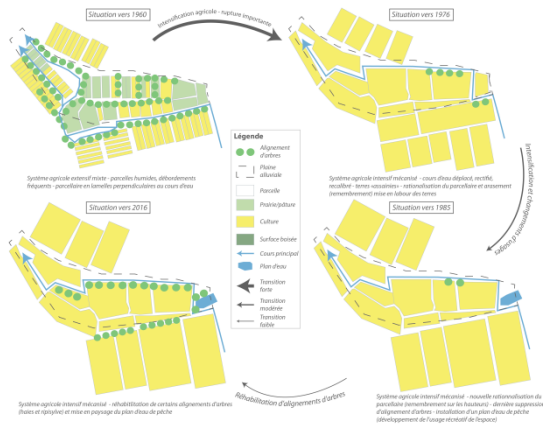 Situation vers 1960
Intensification agricole - rupture importante
Situation vers 1976
Système agricole extensif mixte - parcelles humides, débordements
fréquents - parcellaire en lamelles perpendiculaires au cours d'eau
Légende
Alignement
d'arbres
Plaine
alluviale
Parcelle
Prairie/pâture
Culture
Surface boisée
Cours principal
Plan d'eau
Transition
forte
Transition
modérée
Transition
faible
Système agricole intensif mécanisé - cours d'eau déplacé, rectifié,
recalibré - terres «assainies» - rationalisation du parcellaire et arasement
(remembrement) mise en labour des terres
Intensification et changements d'usages
Situation vers 2016
Situation vers 1985
Système agricole intensif mécanisé - réhabilitation de certains alignements d'arbres
(haies et ripisylve) et mise en paysage du plan d'eau de pêche
Réhabilitation d'alignements d'arbres
Système agricole intensif mécanisé - nouvelle rationalisation du
parcellaire (remembrement sur les hauteurs) - dernière suppression
d'alignement d'arbres - installation d'un plan d'eau de pêche
(développement de l'usage récréatif de l'espace)